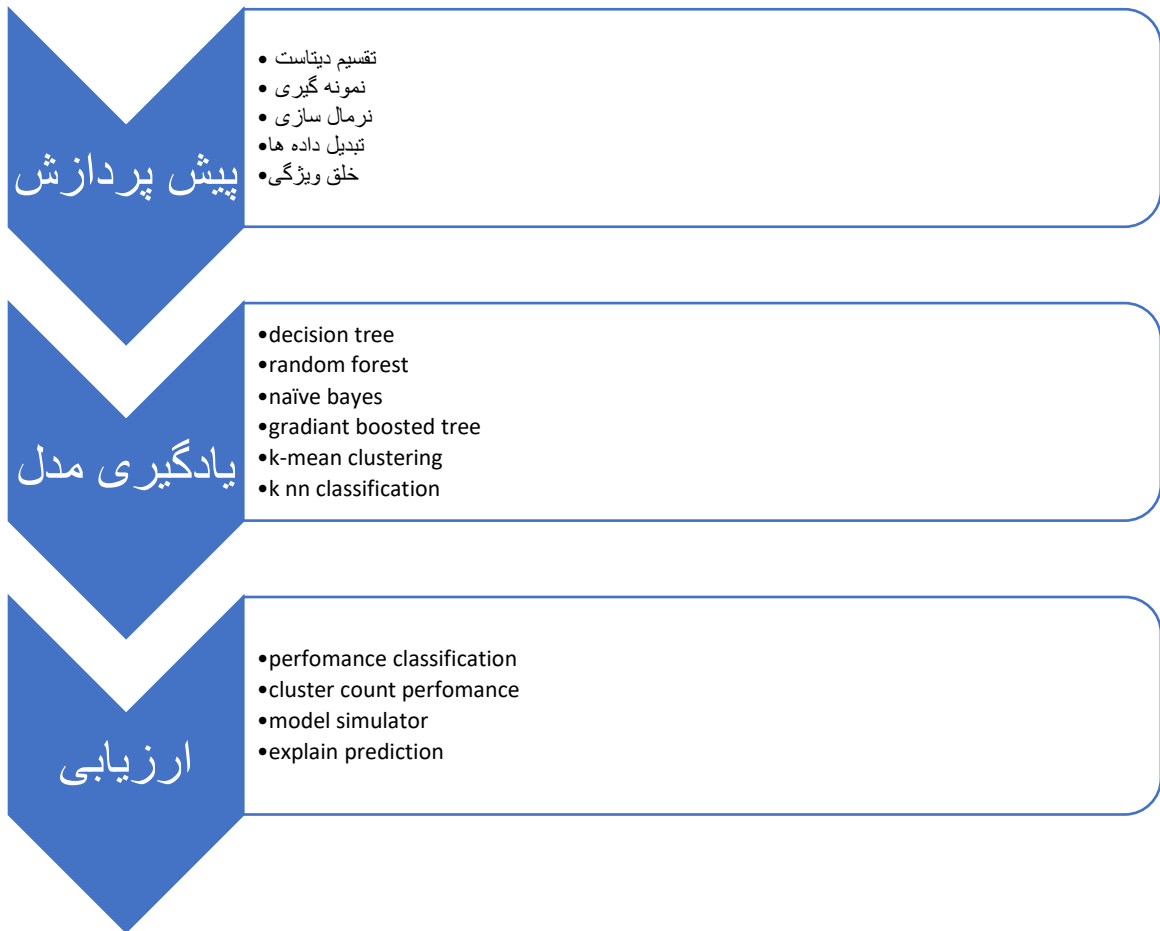 پیش پردازش
• تقسیم دیتاست
• نمونه گیری
• نرمال سازی
• تبدیل داده ها
• خلق ویژگی
یادگیری مدل
•decision tree
•random forest
•naïve bayes
•gradiant boosted tree
•k-mean clustering
•k nn classification
ارزیابی
•perfomance classification
•cluster count perfomance
•model simulator
•explain prediction